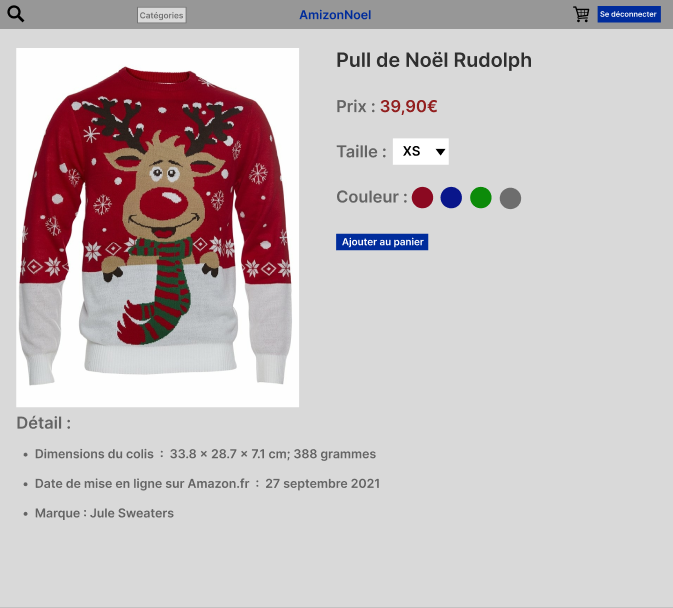 Catégories
AmizonNoel
Se déconnecter
Pull de Noël Rudolph
Prix : 39,90€
Taille : XS
Couleur :
Ajouter au panier
Détail :
• Dimensions du colis : 33.8 x 28.7 x 7.1 cm; 388 grammes
• Date de mise en ligne sur Amazon.fr : 27 septembre 2021
• Marque : Jule Sweaters